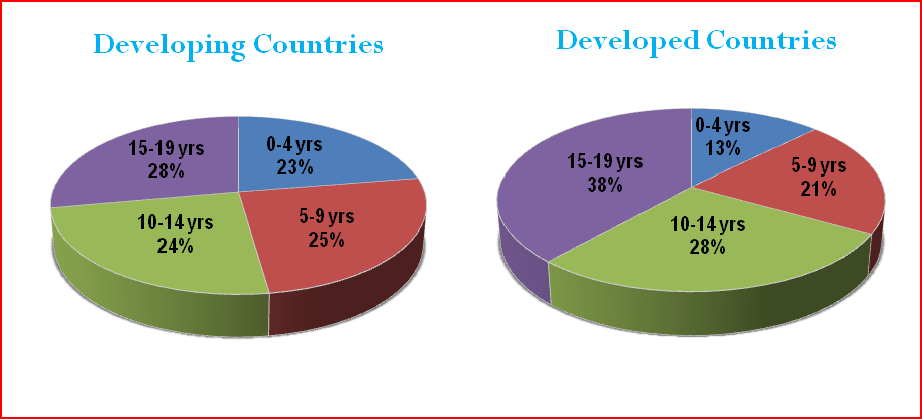 Developing Countries
0-4 yrs
23%
5-9 yrs
25%
10-14 yrs
24%
15-19 yrs
28%
Developed Countries
0-4 yrs
13%
5-9 yrs
21%
10-14 yrs
28%
15-19 yrs
38%